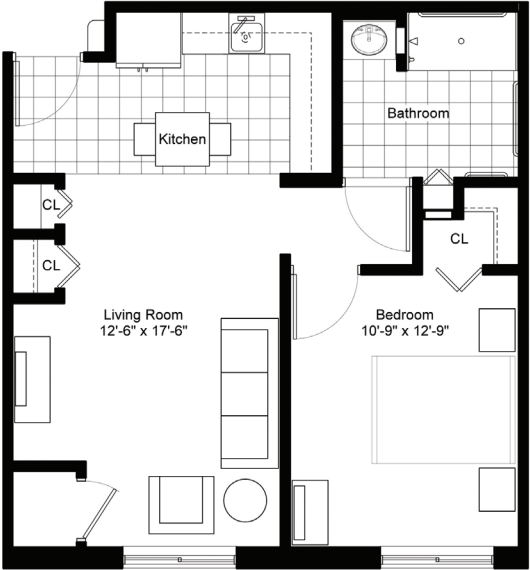 Bathroom
Kitchen
CL
CL
CL
Living Room
12'-6" x 17'-6"
Bedroom
10'-9" x 12'-9"